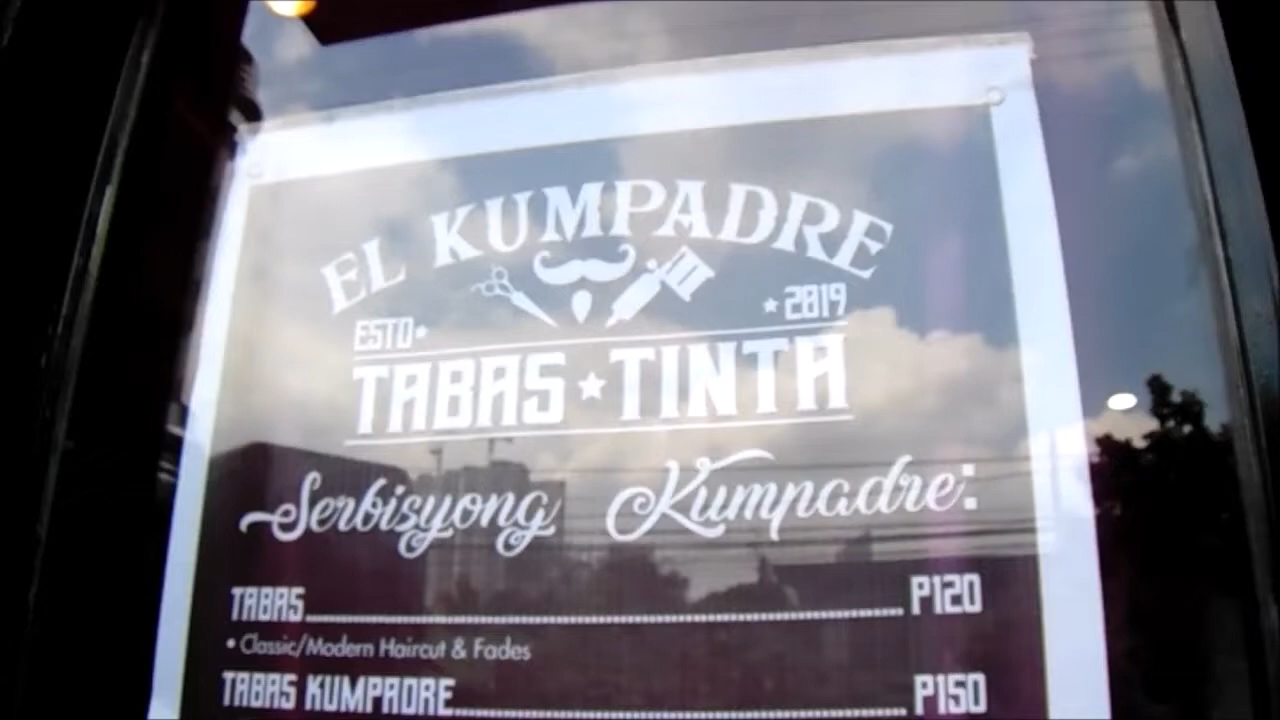 EL KUMPADRE
ESTD★ ★2019
TABAS★TINTA
Serbisyong Kumpadre:
TABAS........................................P120
• Classic/Modern Haircut & Fades
TABAS KUMPADRE........................................P150